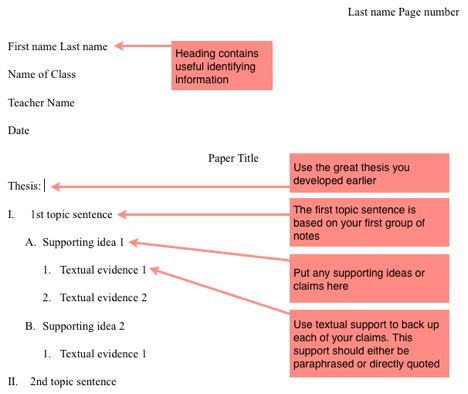 Last name Page number
First name Last name
Heading contains
useful identifying
information
Name of Class
Teacher Name
Date
Paper Title
Thesis:
Use the great thesis you
developed earlier
I. 1st topic sentence
The first topic sentence is
based on your first group of
notes
A. Supporting idea 1
Put any supporting ideas or
claims here
1. Textual evidence 1
2. Textual evidence 2
Use textual support to back up
each of your claims. This
support should either be
paraphrased or directly quoted
B. Supporting idea 2
1. Textual evidence 1
II. 2nd topic sentence